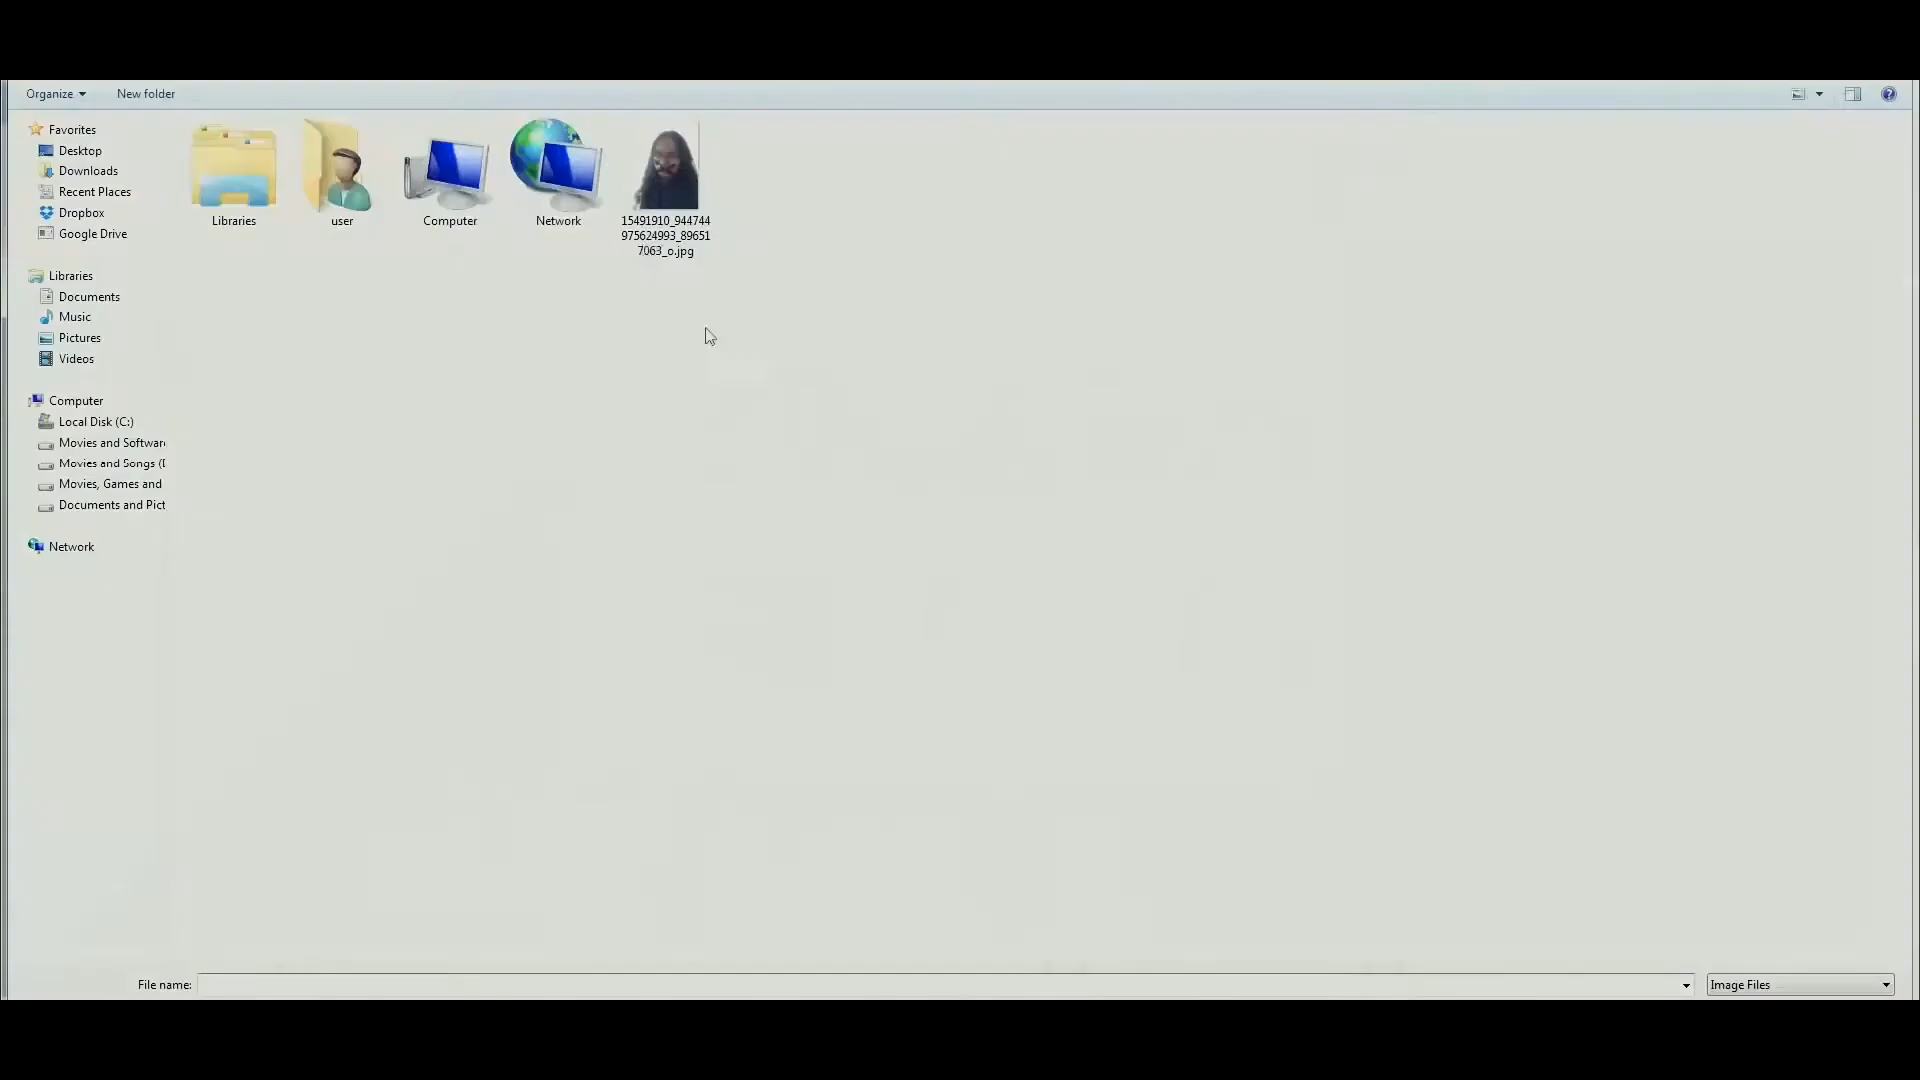 Organize
New folder
Favorites
Desktop
Downloads
Recent Places
Dropbox
Google Drive
Libraries
Documents
Music
Pictures
Videos
Computer
Local Disk (C:)
Movies and Software
Movies and Songs (D
Movies, Games and
Documents and Pict
Network
Libraries
user
Computer
Network
15491910_944744
975624993_89651
7063_o.jpg
File name:
Image Files